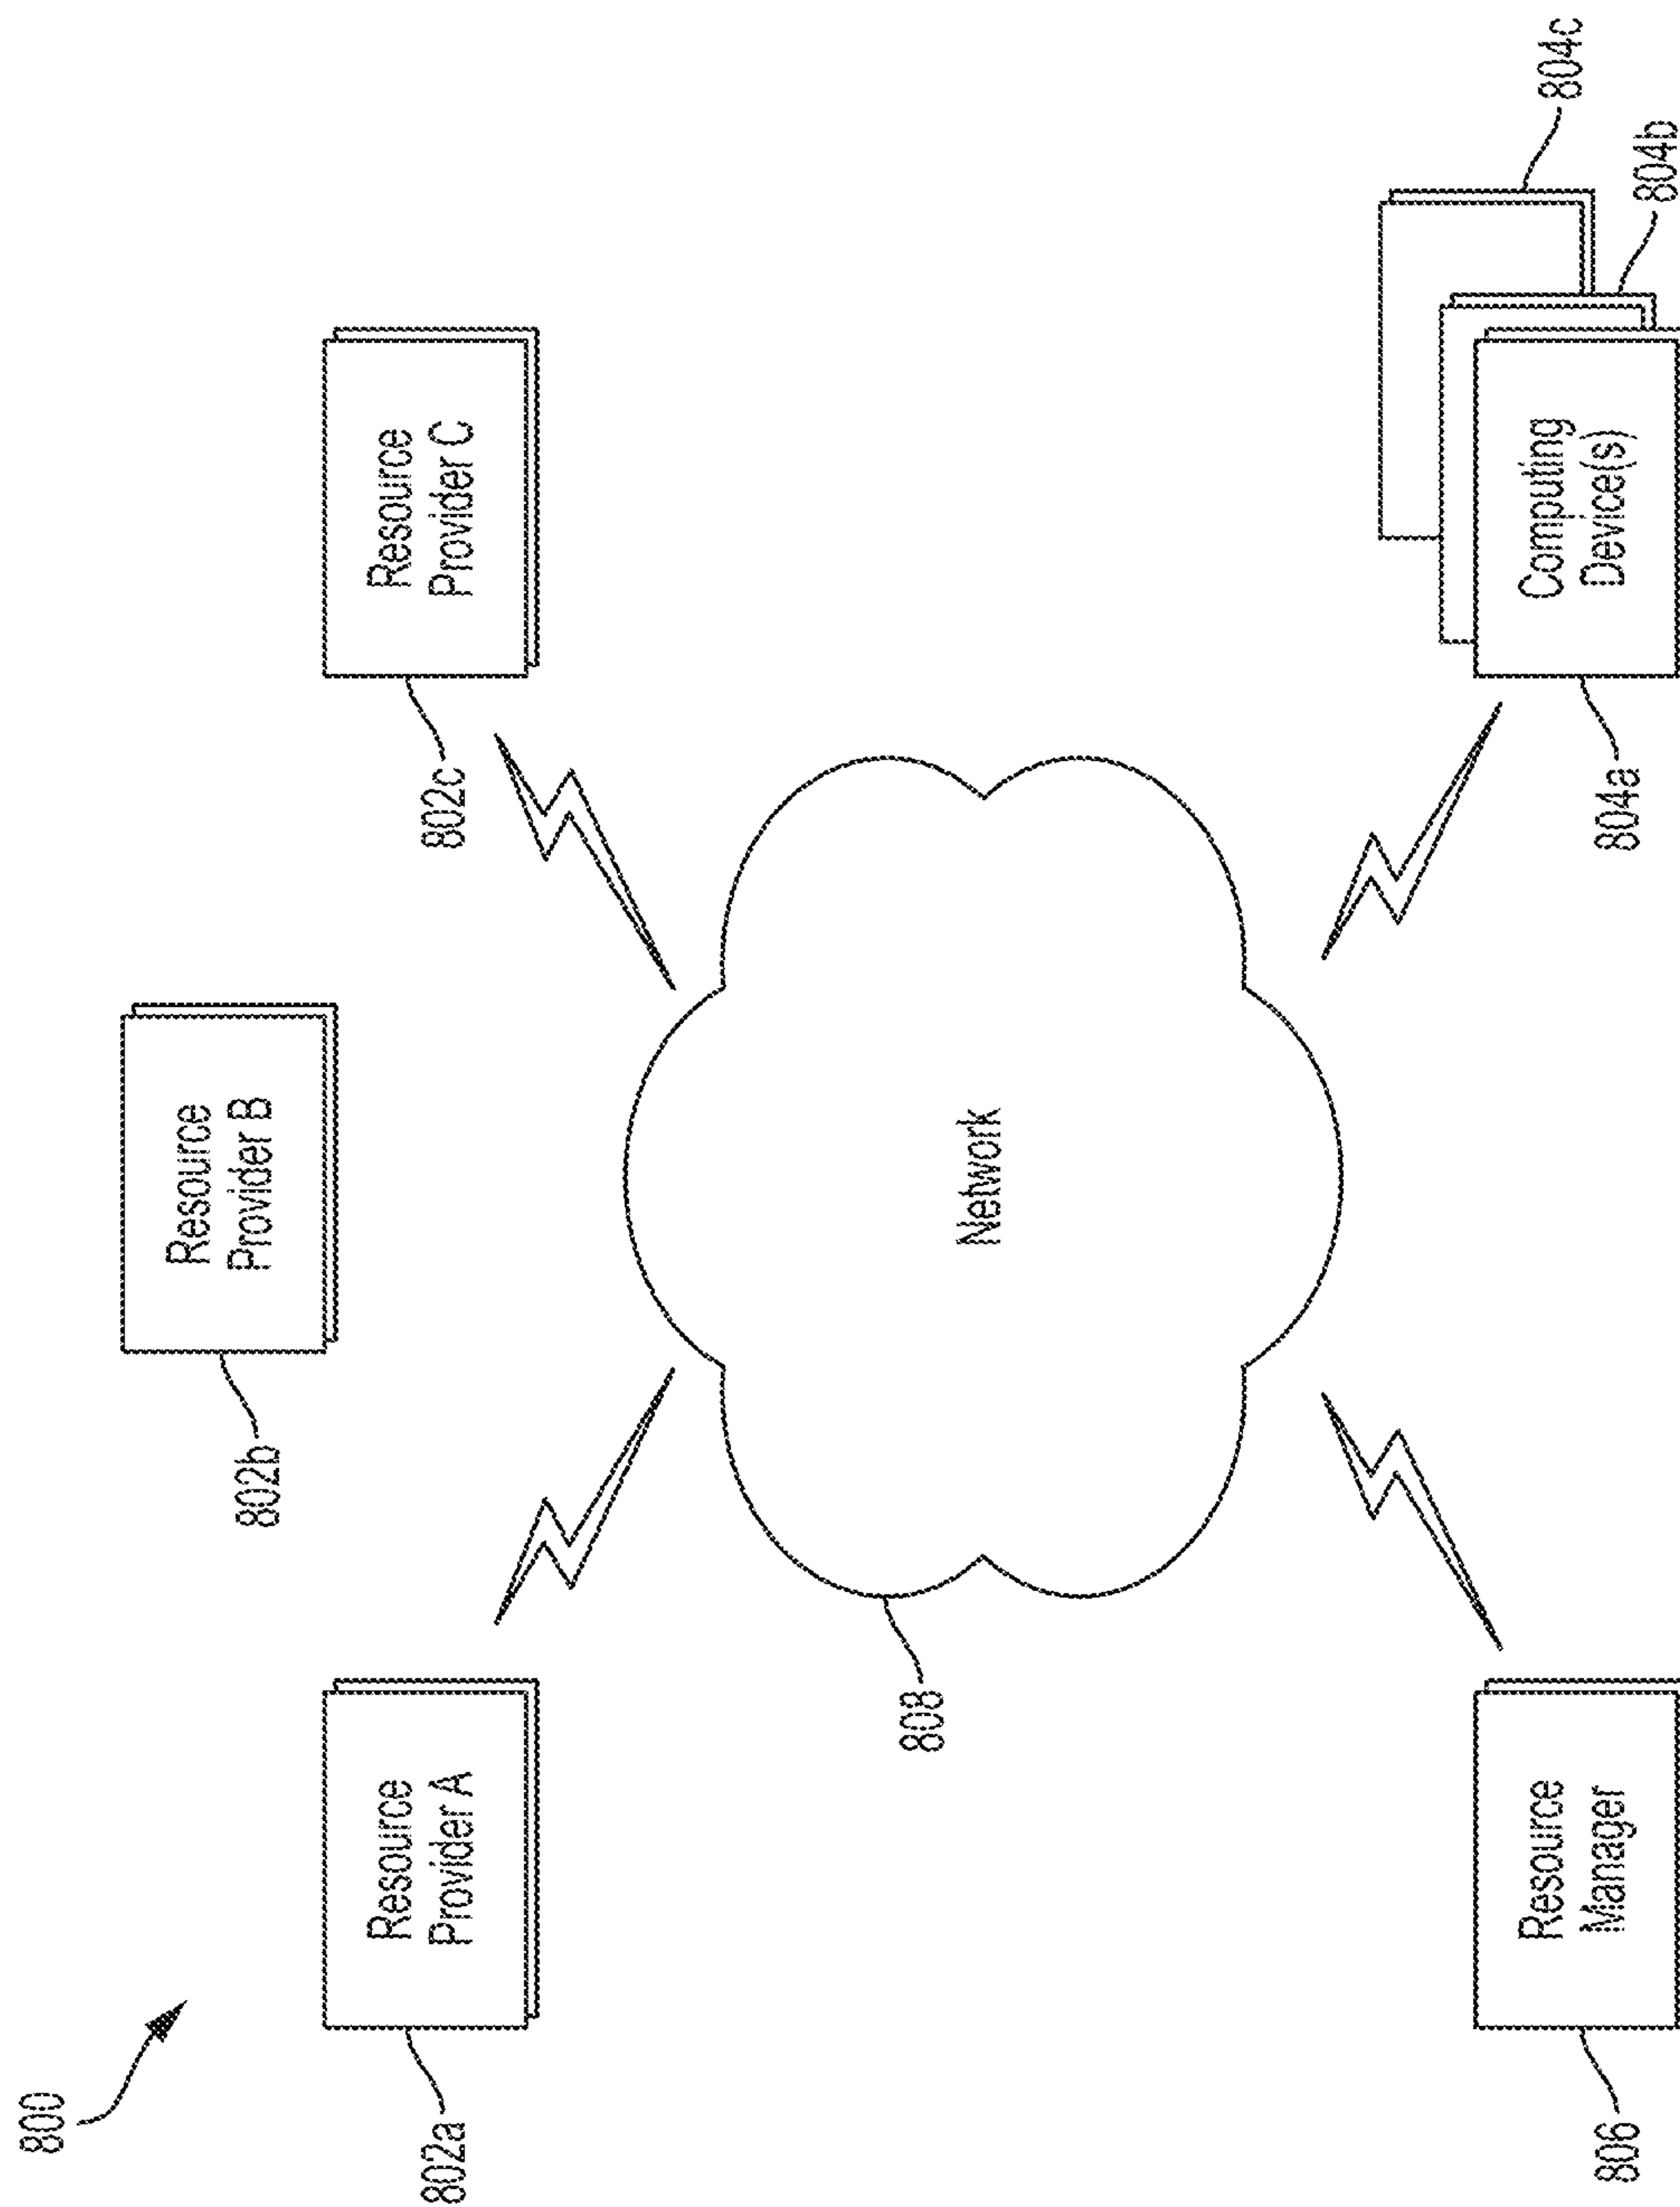 800
Resource
Provider B
802b
Resource
Provider A
802a
Resource
Provider C
802c
Network
808
Resource
Manager
806
Computing
Device(s)
804a
804b
804c